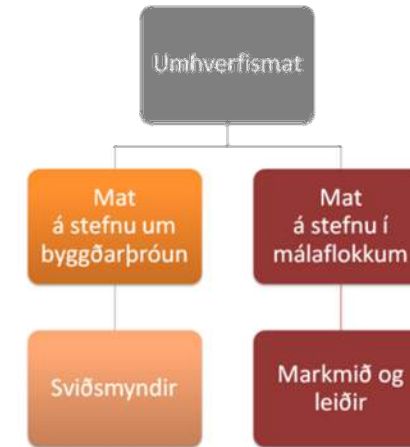 Umhverfismat
Mat
á stefnu um
byggðarþróun
Mat
á stefnu í
málaflokkum
Sviðsmyndir
Markmið og
leiðir